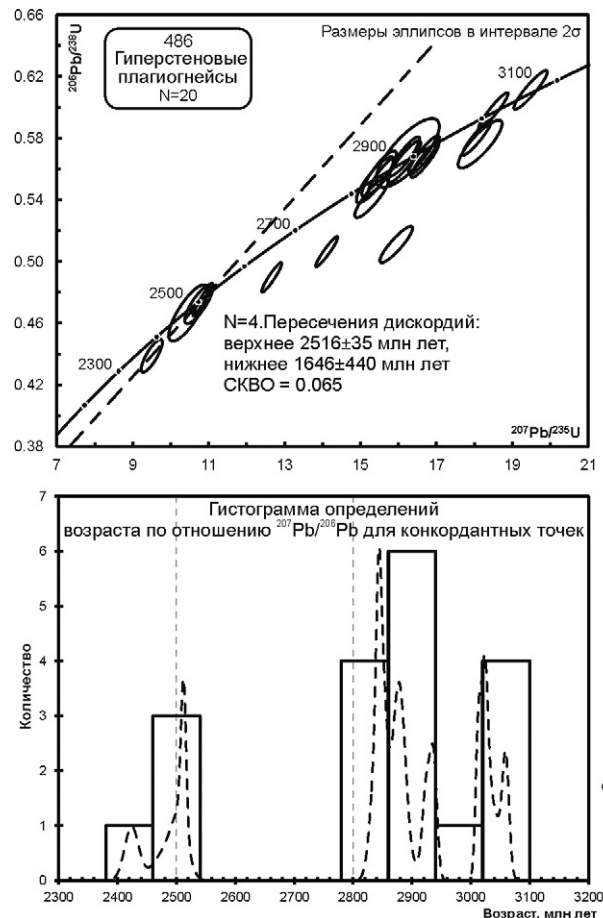 0.66
0.62
0.58
0.54
0.50
0.46
0.42
0.38
²⁰⁶Pb/²³⁸U
486
Гиперстеновые
плагиогнейсы
N=20
Размеры эллипсов в интервале 2σ
3100
2900
2700
2500
2300
N=4.Пересечения дискордий:
верхнее 2516±35 млн лет,
нижнее 1646±440 млн лет
СКВО = 0.065
²⁰⁷Pb/²³⁵U
7 9 11 13 15 17 19 21
Гистограмма определений
возраста по отношению ²⁰⁷Pb/²⁰⁶Pb для конкордантных точек
7
6
5
4
3
2
1
0
Количество
2300 2400 2500 2600 2700 2800 2900 3000 3100 3200
Возраст, млн лет